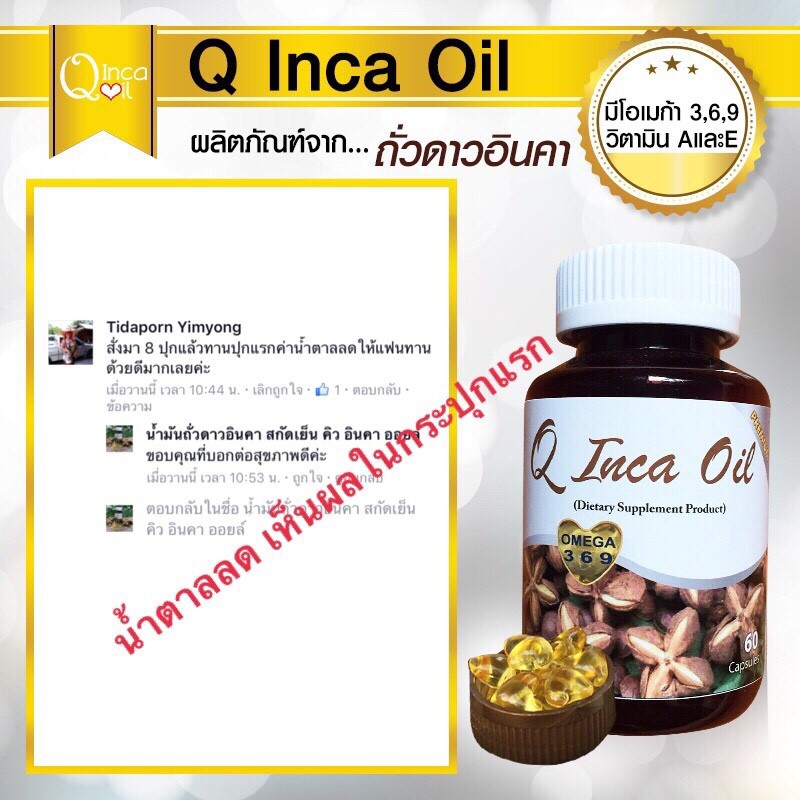 Q Inca Oil
Q Inca Oil
ผลิตภัณฑ์จาก... ถั่วดาวอินคา
มีโอเมก้า 3,6,9
วิตามิน AและE
Tidaporn Yimyong
สั่งมา 8 ปุกแล้วทานปุกแรกค่าน้ำตาลลดให้แฟนทาน
ด้วยดีมากเลยค่ะ
เมื่อวานนี้ เวลา 10:44 น. · เลิกถูกใจ · 1 · ตอบกลับ ·
ข้อความ
น้ำมันถั่วดาวอินคา สกัดเย็น คิว อินคา ออยล์
ขอบคุณที่บอกต่อสุขภาพดีค่ะ
เมื่อวานนี้ เวลา 10:53 น. · ถูกใจ · ตอบกลับ
ตอบกลับในชื่อ น้ำมันถั่วดาวอินคา สกัดเย็น
คิว อินคา ออยล์
น้ำตาลลด เห็นผลในกระปุกแรก
Q Inca Oil
(Dietary Supplement Product)
OMEGA
3 6 9
60
Capsules